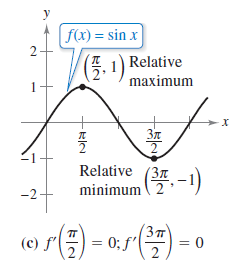 y
f(x) = sin x
2
(π/2, 1) Relative
maximum
1
x
π/2
3π/2
−1
Relative (3π/2, −1)
minimum
−2
(c) f′(π/2) = 0; f′(3π/2) = 0